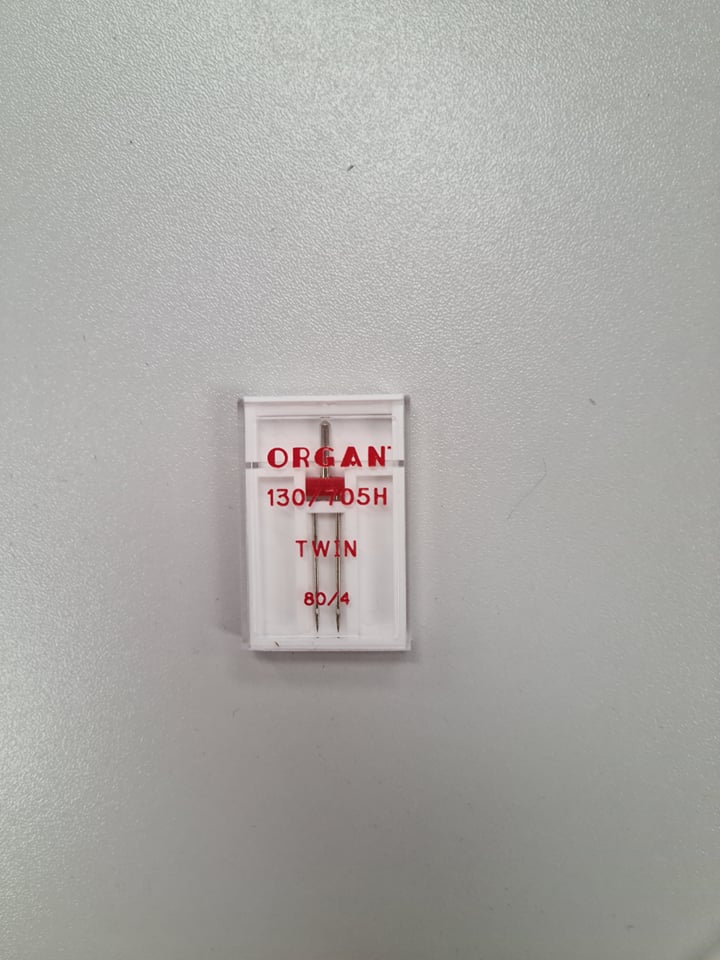 ORGAN
130/705H
TWIN
80/4